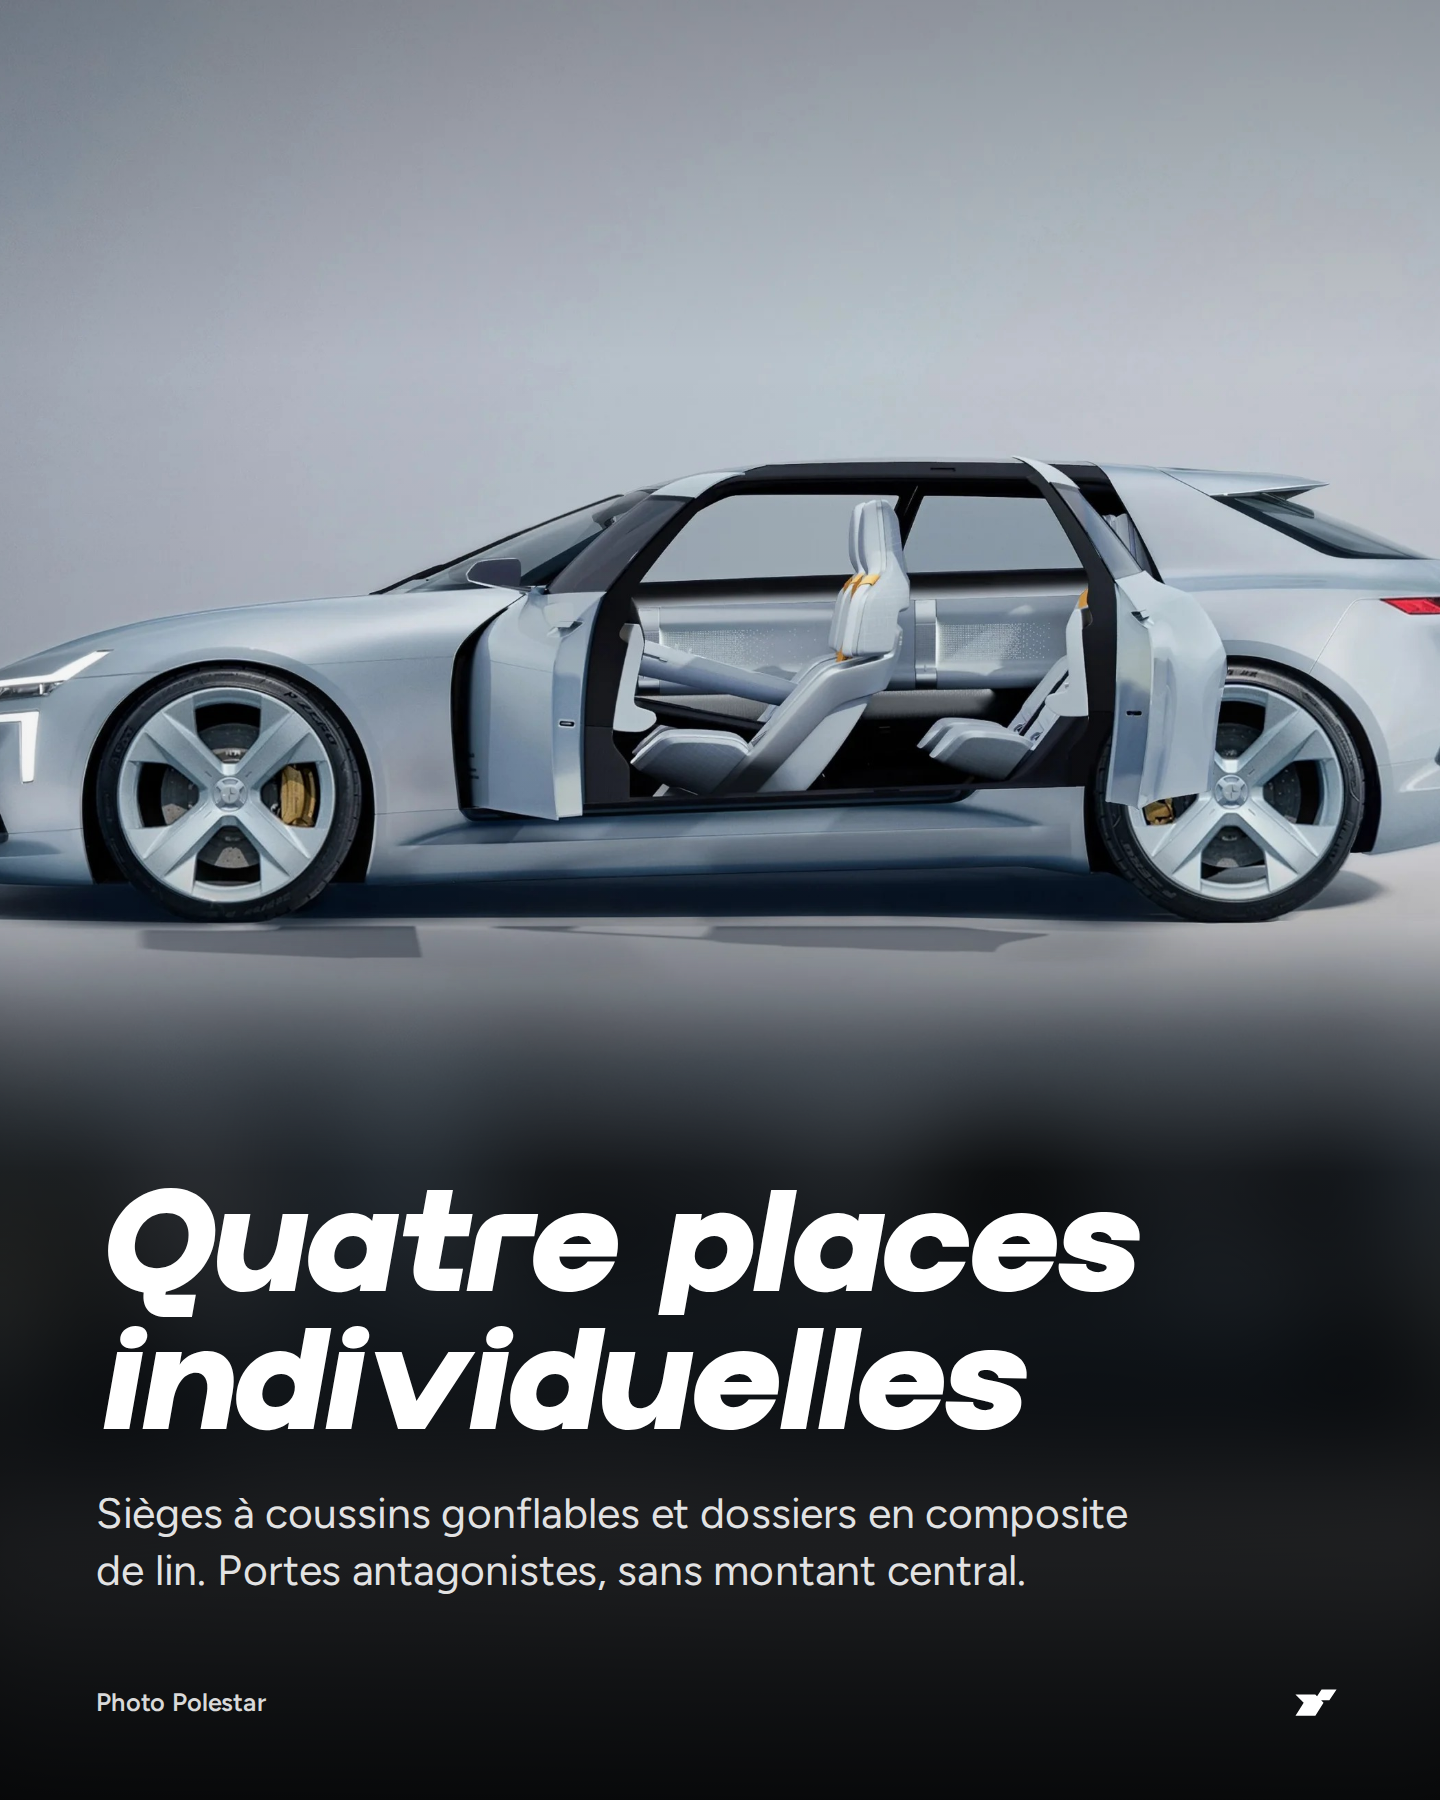 Quatre places
individuelles
Sièges à coussins gonflables et dossiers en composite
de lin. Portes antagonistes, sans montant central.
Photo Polestar